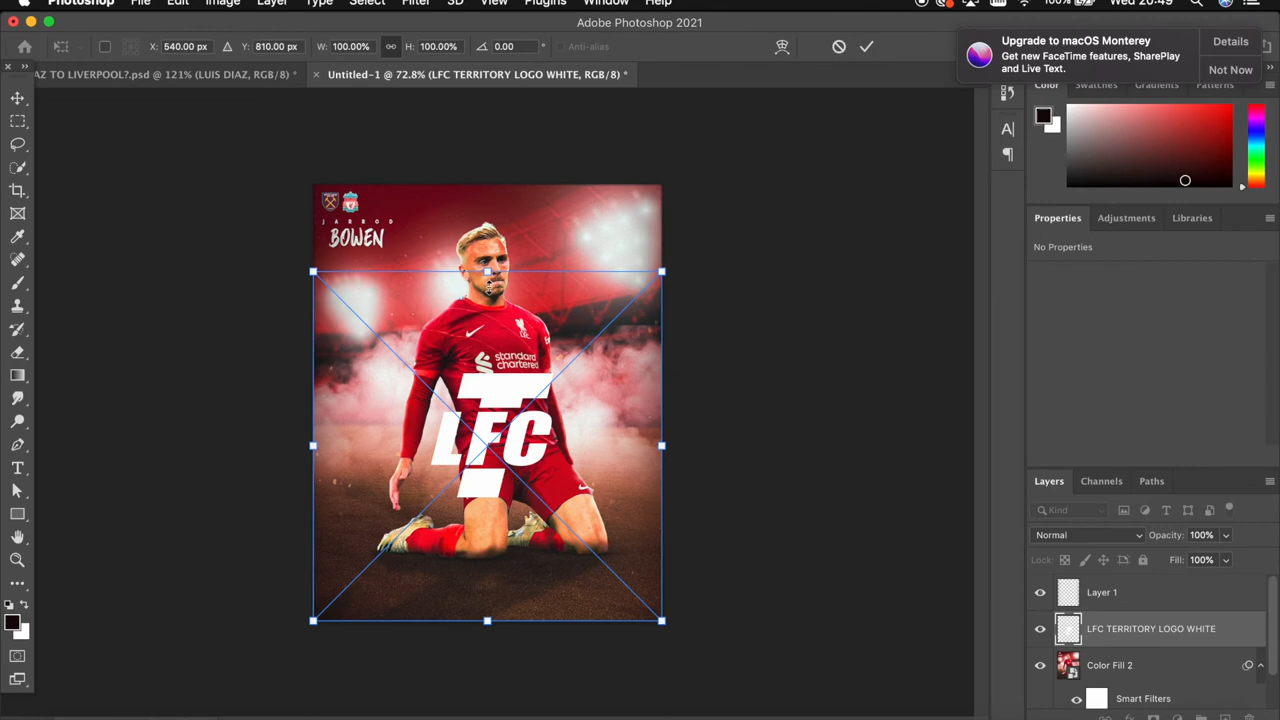 Photoshop File Edit Image Layer Type Select Filter 3D View Plugins Window Help 100% Wed 20:49
Adobe Photoshop 2021
X: 540.00 px Y: 810.00 px W: 100.00% H: 100.00% 0.00 ° Anti-alias
Upgrade to macOS Monterey
Get new FaceTime features, SharePlay
and Live Text.
Details
Not Now
AZ TO LIVERPOOL?.psd @ 121% (LUIS DIAZ, RGB/8) *
× Untitled-1 @ 72.8% (LFC TERRITORY LOGO WHITE, RGB/8) *
Color Swatches Gradients Patterns
JARROD
BOWEN
standard
chartered
LFC
Properties Adjustments Libraries
No Properties
Layers Channels Paths
Kind
Normal Opacity: 100%
Lock: Fill: 100%
Layer 1
LFC TERRITORY LOGO WHITE
Color Fill 2
Smart Filters